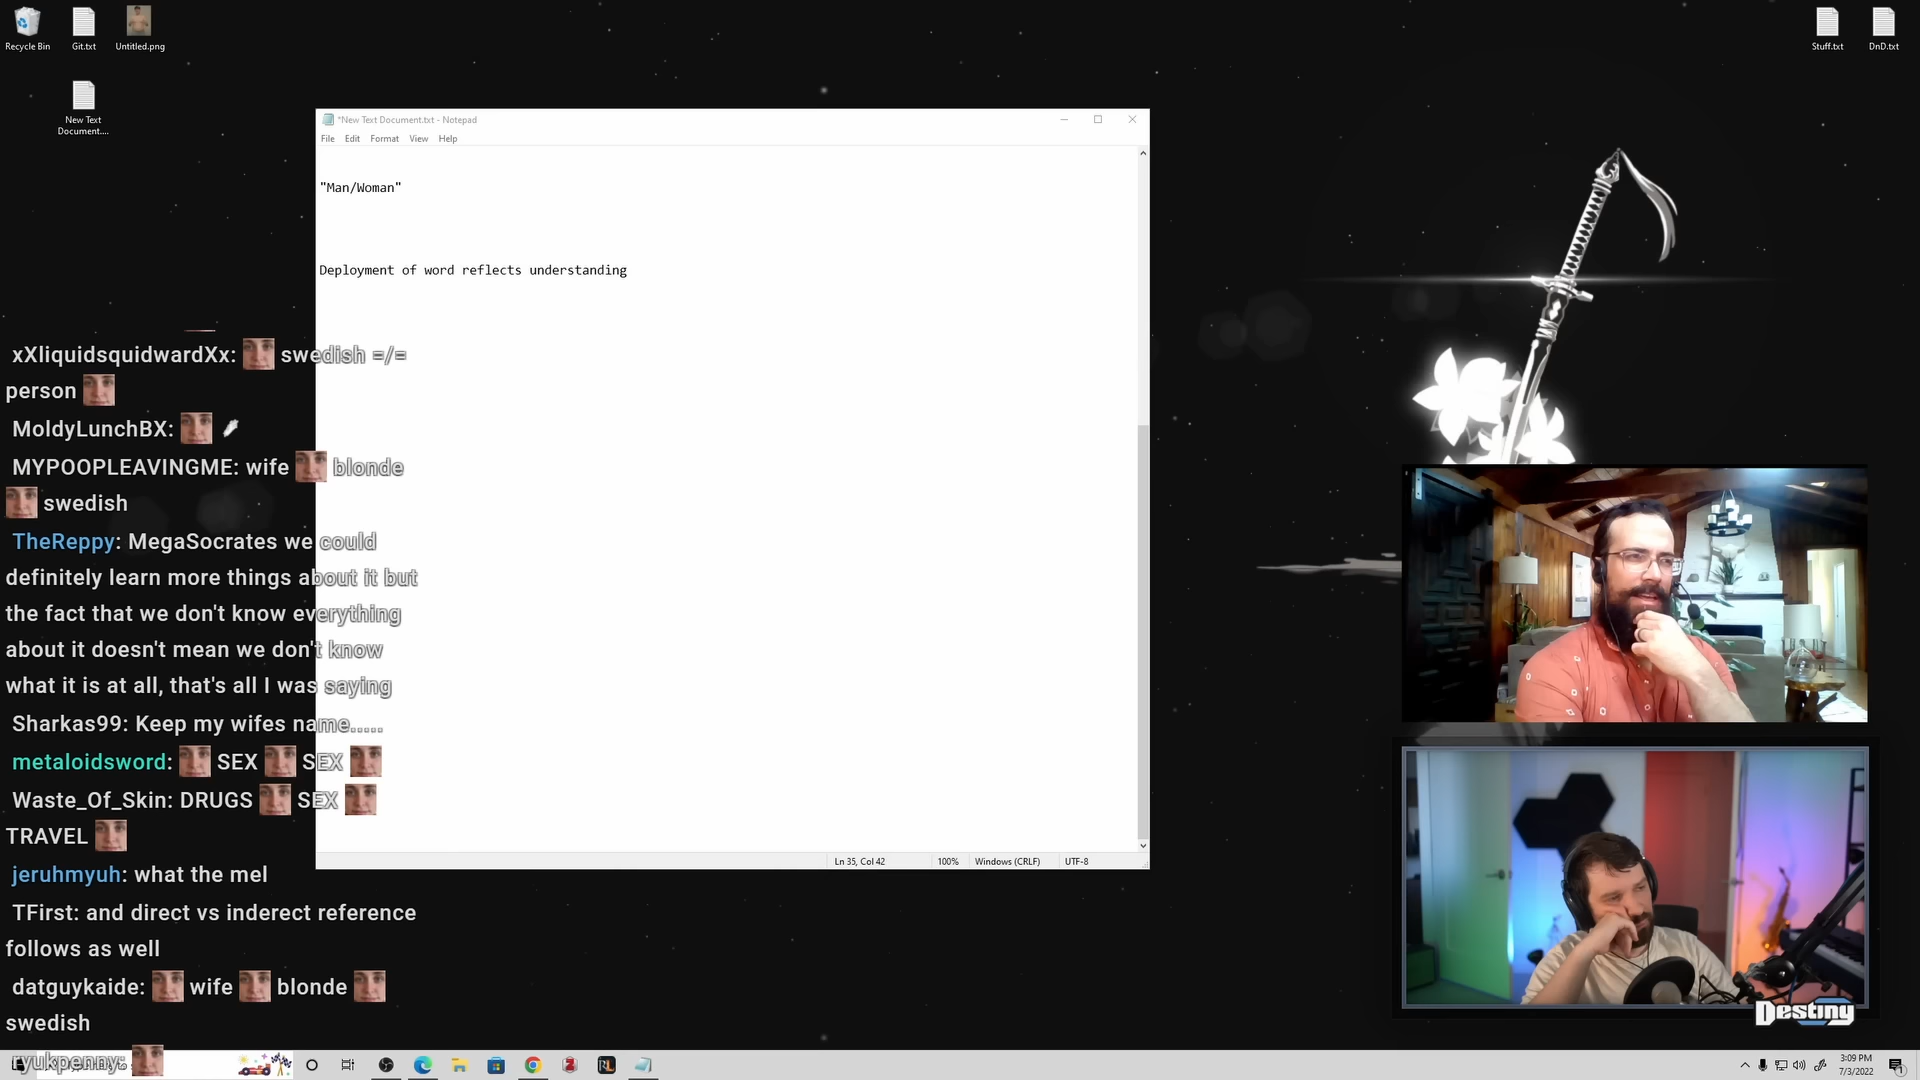 Recycle Bin
Git.txt
Untitled.png
Stuff.txt
DnD.txt
New Text
Document....
*New Text Document.txt - Notepad
File Edit Format View Help
"Man/Woman"
Deployment of word reflects understanding
xXliquidsquidwardXx: swedish =/=
person
MoldyLunchBX:
MYPOOPLEAVINGME: wife blonde
swedish
TheReppy: MegaSocrates we could
definitely learn more things about it but
the fact that we don't know everything
about it doesn't mean we don't know
what it is at all, that's all I was saying
Sharkas99: Keep my wifes name.....
metaloidsword: SEX SEX
Waste_Of_Skin: DRUGS SEX
TRAVEL
jeruhmyuh: what the mel
TFirst: and direct vs inderect reference
follows as well
datguykaide: wife blonde
swedish
ryukpenny:
Ln 35, Col 42 100% Windows (CRLF) UTF-8
Destiny
3:09 PM
7/3/2022